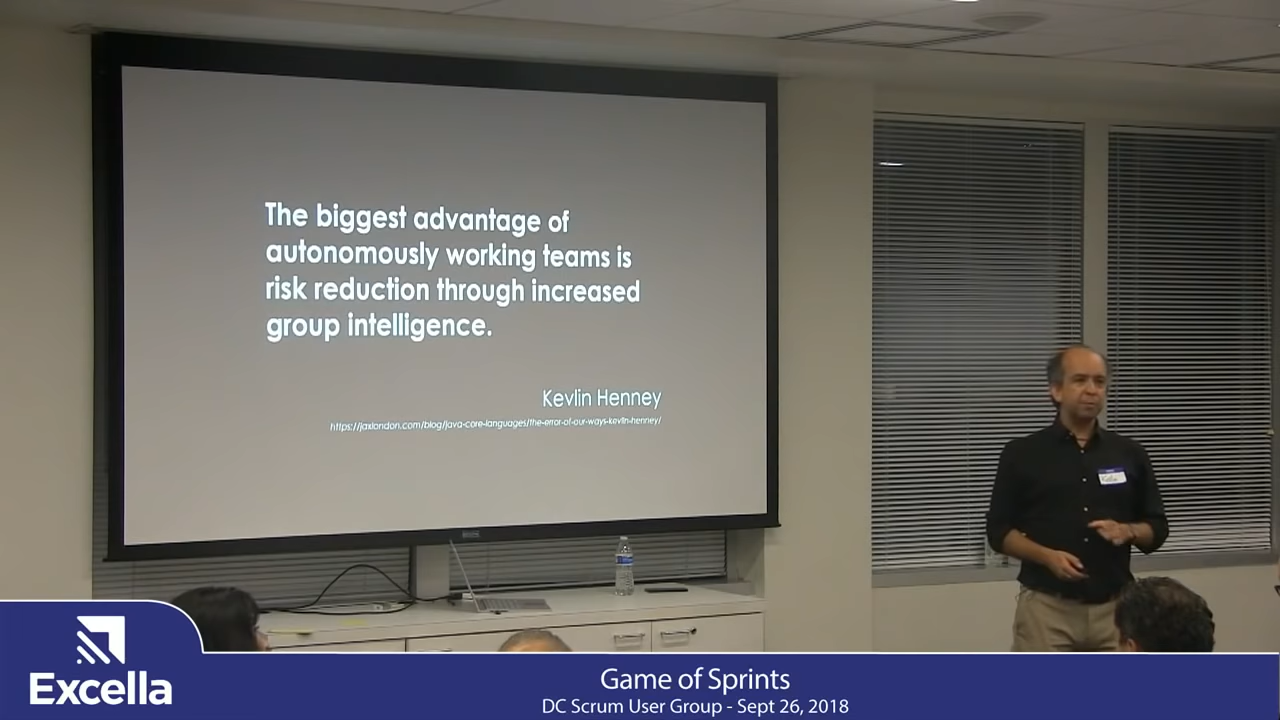 The biggest advantage of
autonomously working teams is
risk reduction through increased
group intelligence.
Kevlin Henney
https://jaxlondon.com/blog/java-core-languages/the-error-of-our-ways-kevlin-henney/
Excella
Game of Sprints
DC Scrum User Group - Sept 26, 2018